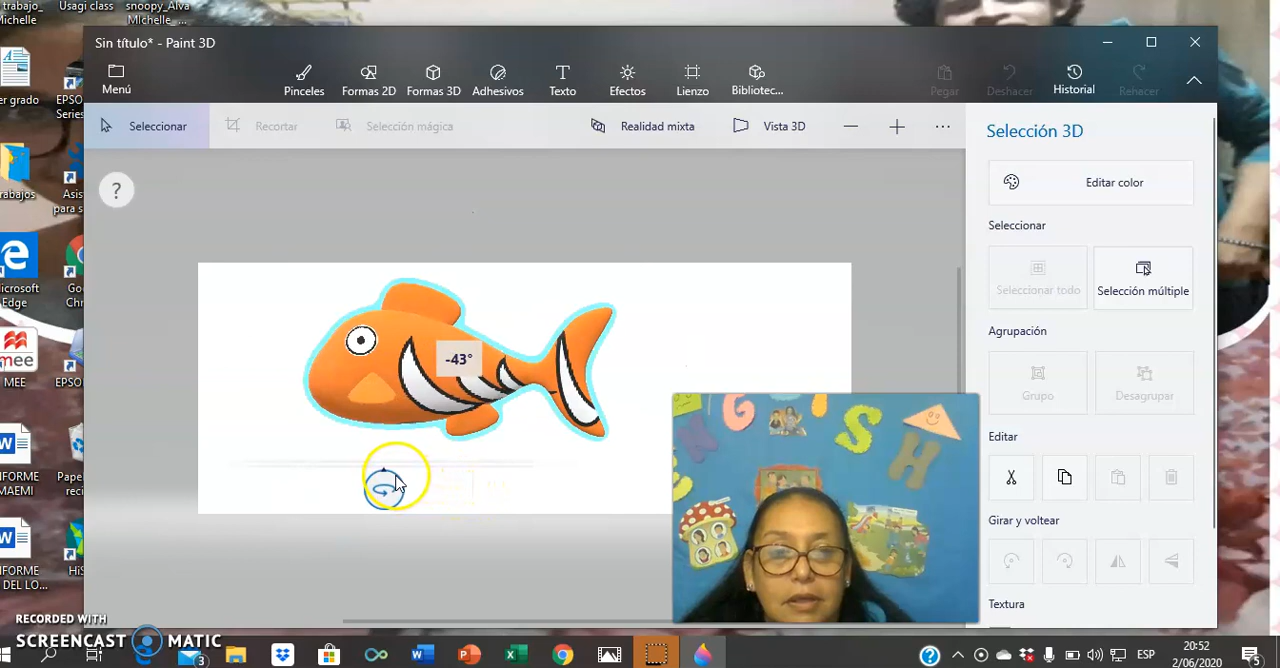 trabajo_
Michelle
Usagi class
snoopy_Alva
MIchelle_...
Sin título* - Paint 3D
Menú
Pinceles
Formas 2D
Formas 3D
Adhesivos
Texto
Efectos
Lienzo
Bibliotec...
Pegar
Deshacer
Historial
Rehacer
Seleccionar
Recortar
Selección mágica
Realidad mixta
Vista 3D
Selección 3D
?
Editar color
Seleccionar
Seleccionar todo
Selección múltiple
-43°
Agrupación
Grupo
Desagrupar
Editar
Girar y voltear
Textura
er grado
EPSO
Series
rabajos
Asis
para s
Microsoft
Edge
Go
Chr
mee
MEE
EPSO
W
INFORME
MAEMI
Pape
reci
W
INFORME
DEL LO...
HiS
G
S
H
RECORDED WITH
SCREENCAST
MATIC
3
W
P
X
?
ESP
20:52
2/06/2020
5